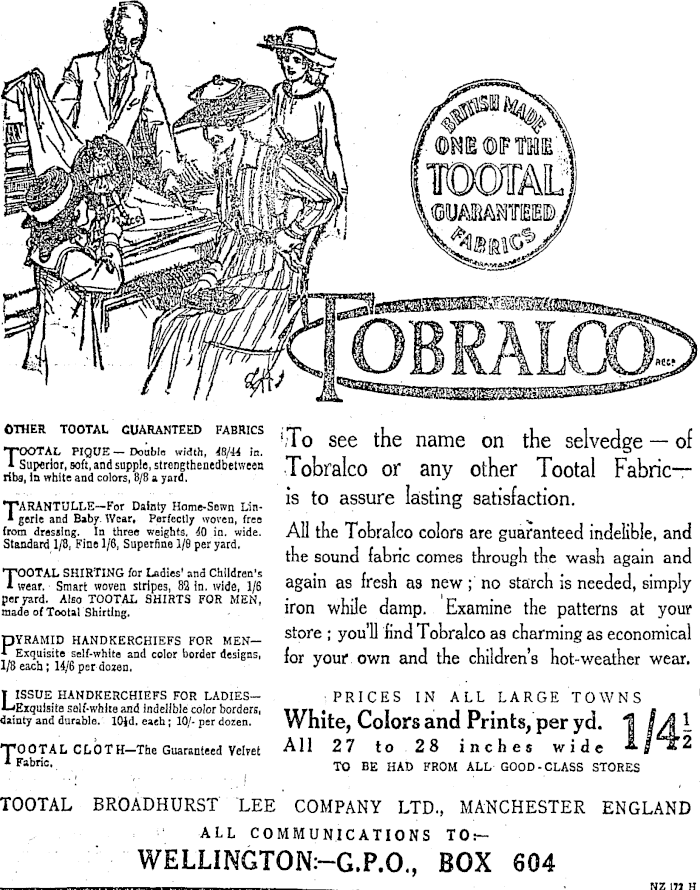 BRITISH MADE
ONE OF THE
TOOTAL
GUARANTEED
FABRICS
TOBRALCO
REGD
OTHER TOOTAL GUARANTEED FABRICS
TOOTAL PIQUE — Double width, 43/44 in.
Superior, soft, and supple, strengthened between
ribs, in white and colors, 3/3 a yard.
TARANTULLE—For Dainty Home-Sewn Lin-
gerie and Baby Wear. Perfectly woven, free
from dressing. In three weights, 40 in. wide.
Standard 1/3, Fine 1/6, Superfine 1/9 per yard.
TOOTAL SHIRTING for Ladies' and Children's
wear. Smart woven stripes, 32 in. wide, 1/6
per yard. Also TOOTAL SHIRTS FOR MEN,
made of Tootal Shirting.
PYRAMID HANDKERCHIEFS FOR MEN—
Exquisite self-white and color border designs,
1/3 each; 14/6 per dozen.
LISSUE HANDKERCHIEFS FOR LADIES—
Exquisite self-white and indelible color borders,
dainty and durable. 10½d. each; 10/- per dozen.
TOOTAL CLOTH—The Guaranteed Velvet
Fabric.
To see the name on the selvedge — of
Tobralco or any other Tootal Fabric—
is to assure lasting satisfaction.
All the Tobralco colors are guaranteed indelible, and
the sound fabric comes through the wash again and
again as fresh as new; no starch is needed, simply
iron while damp. Examine the patterns at your
store; you'll find Tobralco as charming as economical
for your own and the children's hot-weather wear.
PRICES IN ALL LARGE TOWNS
White, Colors and Prints, per yd. 1/4½
All 27 to 28 inches wide
TO BE HAD FROM ALL GOOD-CLASS STORES
TOOTAL BROADHURST LEE COMPANY LTD., MANCHESTER ENGLAND
ALL COMMUNICATIONS TO:—
WELLINGTON:—G.P.O., BOX 604
NZ 172 H